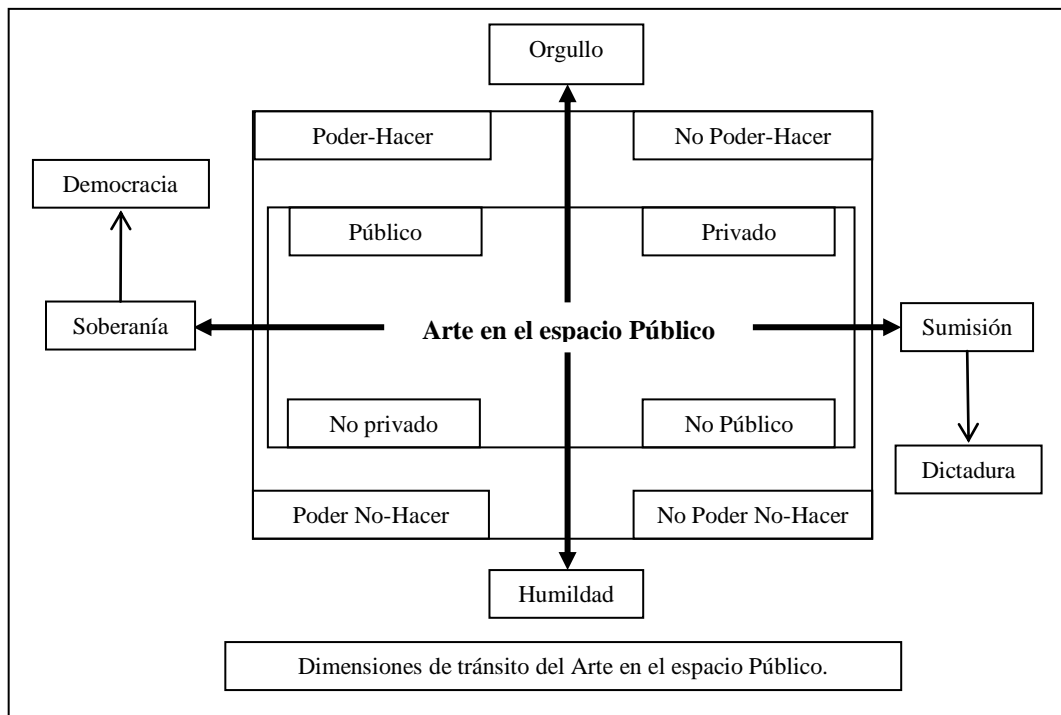 Orgullo
Poder-Hacer
No Poder-Hacer
Democracia
Público
Privado
Soberanía
Arte en el espacio Público
Sumisión
No privado
No Público
Dictadura
Poder No-Hacer
No Poder No-Hacer
Humildad
Dimensiones de tránsito del Arte en el espacio Público.